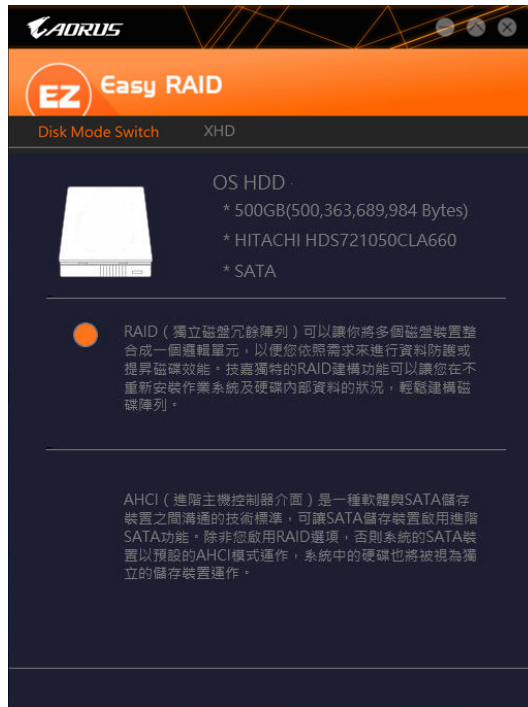 AORUS
EZ Easy RAID
Disk Mode Switch XHD
OS HDD
* 500GB(500,363,689,984 Bytes)
* HITACHI HDS721050CLA660
* SATA
RAID（獨立磁盤冗餘陣列）可以讓你將多個磁盤裝置整
合成一個邏輯單元，以便您依照需求來進行資料防護或
提昇磁碟效能。技嘉獨特的RAID建構功能可以讓您在不
重新安裝作業系統及硬碟內部資料的狀況，輕鬆建構磁
碟陣列。
AHCI（進階主機控制器介面）是一種軟體與SATA儲存
裝置之間溝通的技術標準，可讓SATA儲存裝置啟用進階
SATA功能。除非您啟用RAID選項，否則系統的SATA裝
置以預設的AHCI模式運作，系統中的硬碟也將被視為獨
立的儲存裝置運作。